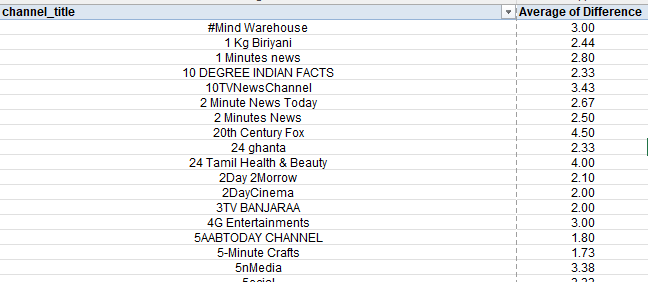 channel_title Average of Difference
#Mind Warehouse 3.00
1 Kg Biriyani 2.44
1 Minutes news 2.80
10 DEGREE INDIAN FACTS 2.33
10TVNewsChannel 3.43
2 Minute News Today 2.67
2 Minutes News 2.50
20th Century Fox 4.50
24 ghanta 2.33
24 Tamil Health & Beauty 4.00
2Day 2Morrow 2.10
2DayCinema 2.00
3TV BANJARAA 2.00
4G Entertainments 3.00
5AABTODAY CHANNEL 1.80
5-Minute Crafts 1.73
5nMedia 3.38